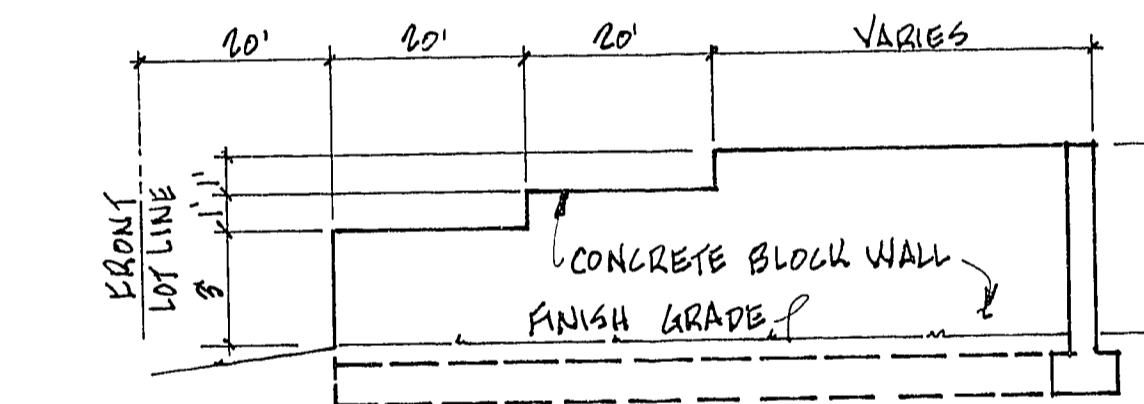 20' 20' 20' VARIES
1'
1'
3'
FRONT
LOT LINE
CONCRETE BLOCK WALL
FINISH GRADE